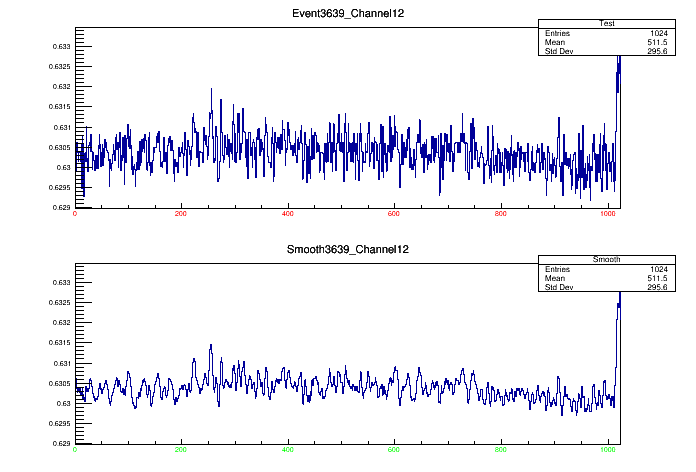 Event3639_Channel12
Test
Entries 1024
Mean 511.5
Std Dev 295.6
0.633
0.6325
0.632
0.6315
0.631
0.6305
0.63
0.6295
0.629
0 200 400 600 800 1000
Smooth3639_Channel12
Smooth
Entries 1024
Mean 511.5
Std Dev 295.6
0.633
0.6325
0.632
0.6315
0.631
0.6305
0.63
0.6295
0.629
0 200 400 600 800 1000